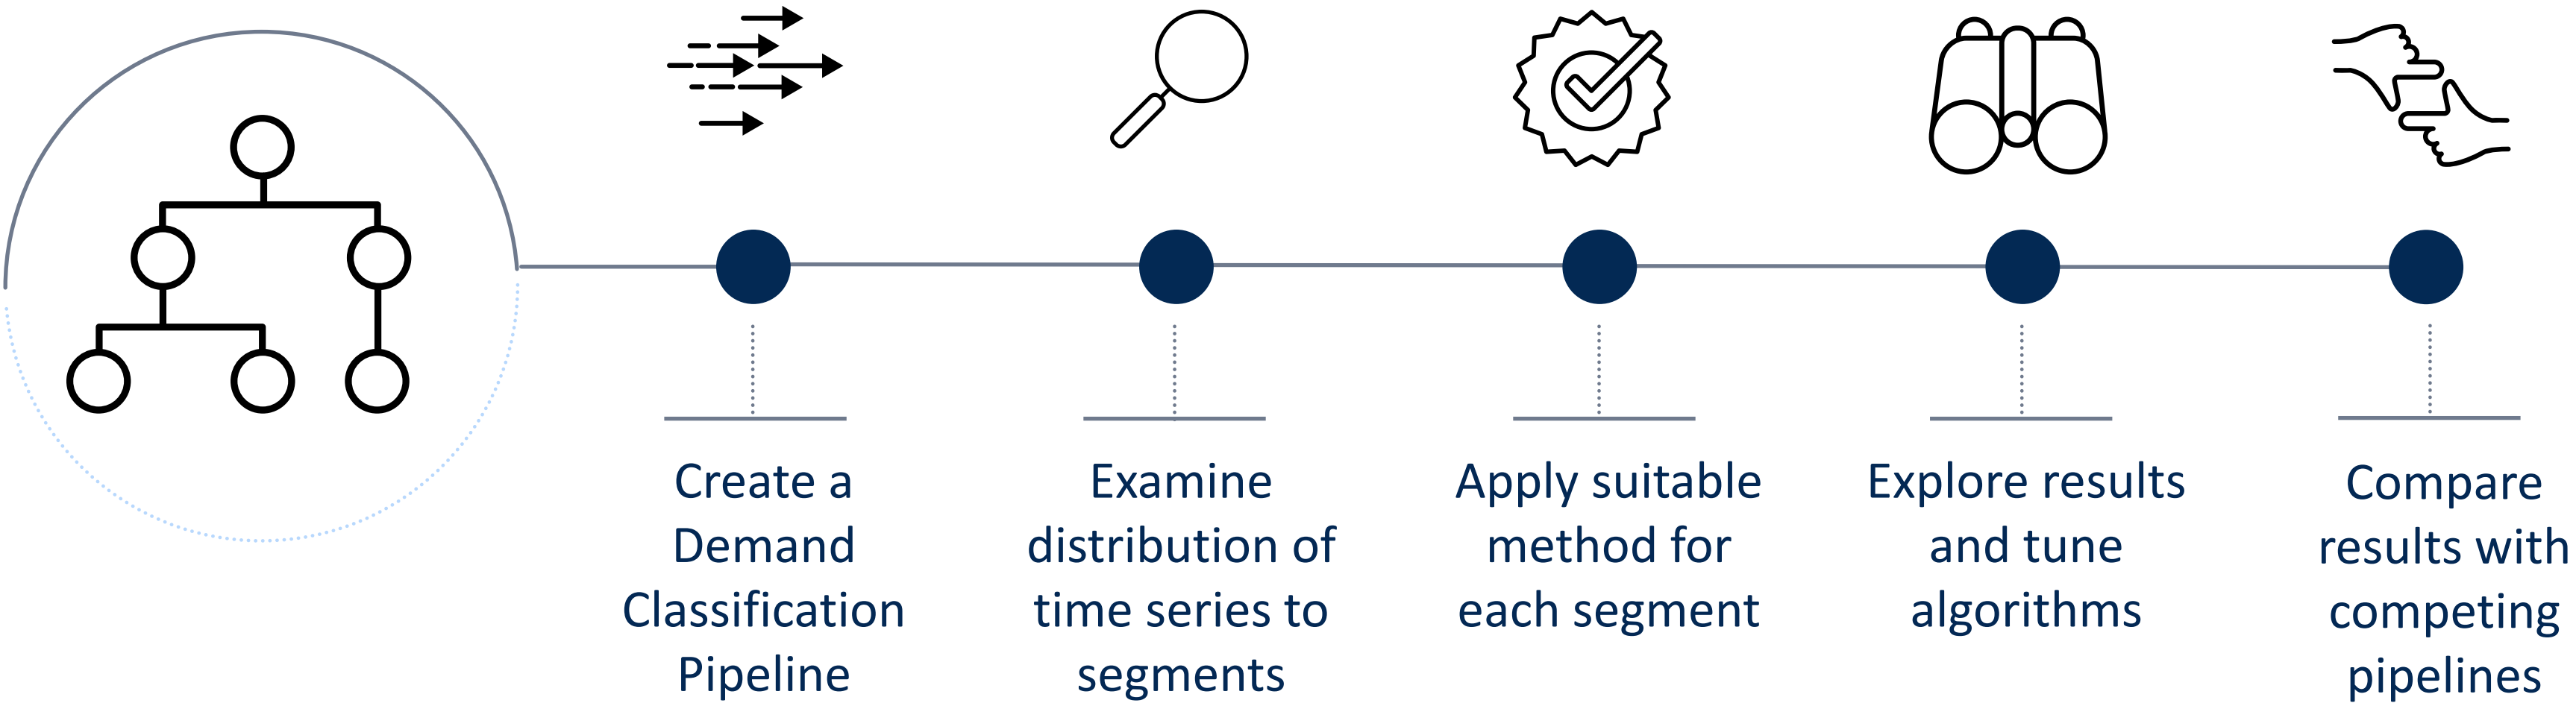 Create a
Demand
Classification
Pipeline
Examine
distribution of
time series to
segments
Apply suitable
method for
each segment
Explore results
and tune
algorithms
Compare
results with
competing
pipelines